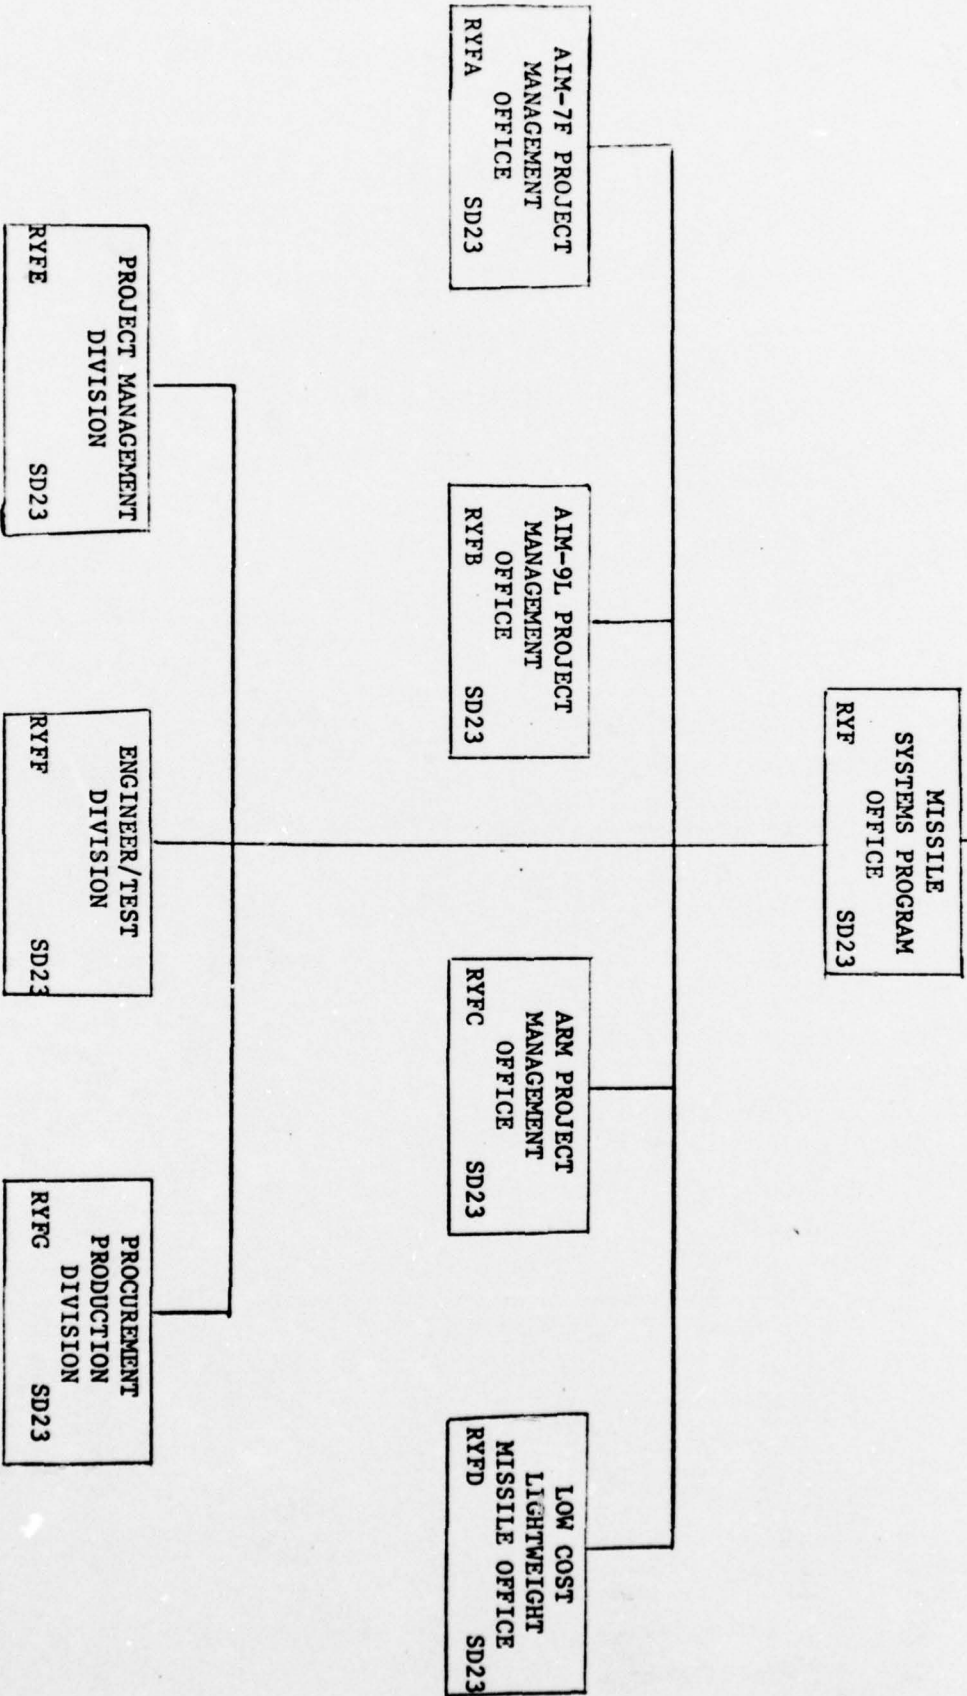 MISSILE
SYSTEMS PROGRAM
OFFICE
RYF SD23
AIM-7F PROJECT
MANAGEMENT
OFFICE
RYFA SD23
AIM-9L PROJECT
MANAGEMENT
OFFICE
RYFB SD23
ARM PROJECT
MANAGEMENT
OFFICE
RYFC SD23
LOW COST
LIGHTWEIGHT
MISSILE OFFICE
RYFD SD23
PROJECT MANAGEMENT
DIVISION
RYFE SD23
ENGINEER/TEST
DIVISION
RYFF SD23
PROCUREMENT
PRODUCTION
DIVISION
RYFG SD23